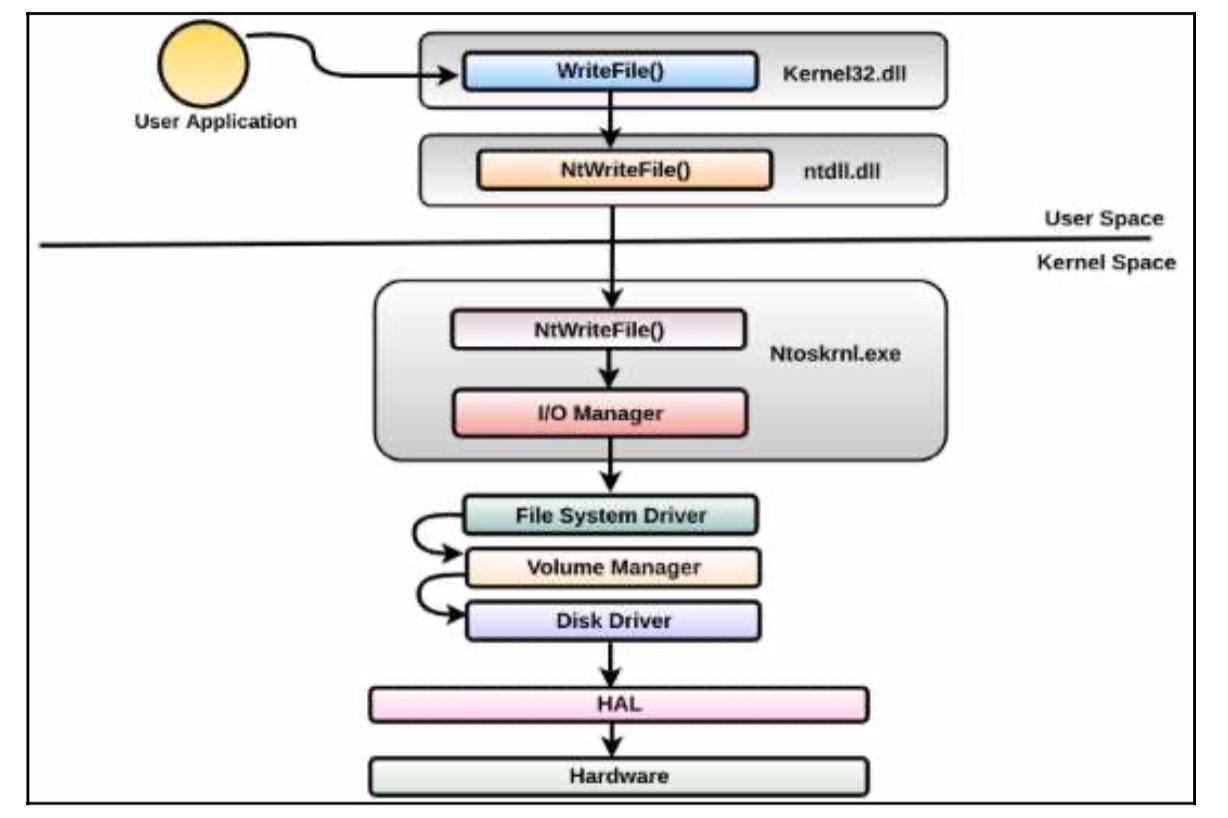 WriteFile()
Kernel32.dll
User Application
NtWriteFile()
ntdll.dll
User Space
Kernel Space
NtWriteFile()
Ntoskrnl.exe
I/O Manager
File System Driver
Volume Manager
Disk Driver
HAL
Hardware